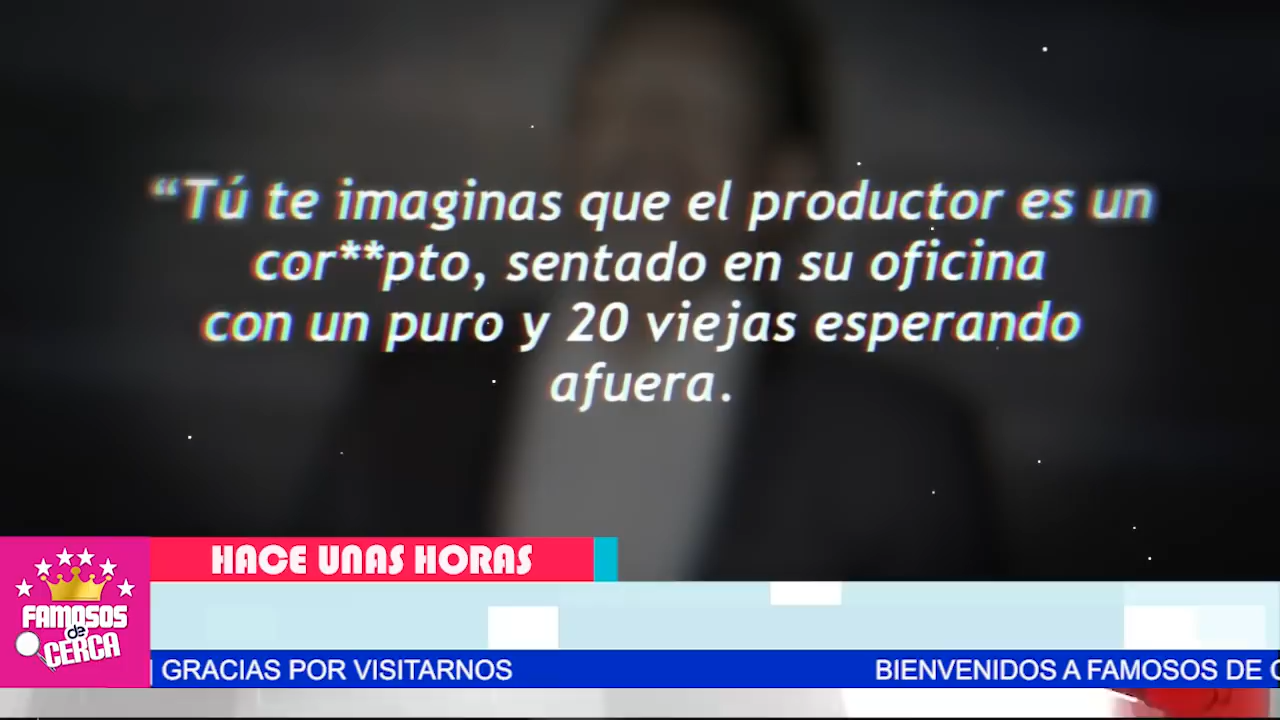 “Tú te imaginas que el productor es un
cor**pto, sentado en su oficina
con un puro y 20 viejas esperando
afuera.
HACE UNAS HORAS
FAMOSOS
de
CERCA
| GRACIAS POR VISITARNOS
BIENVENIDOS A FAMOSOS DE